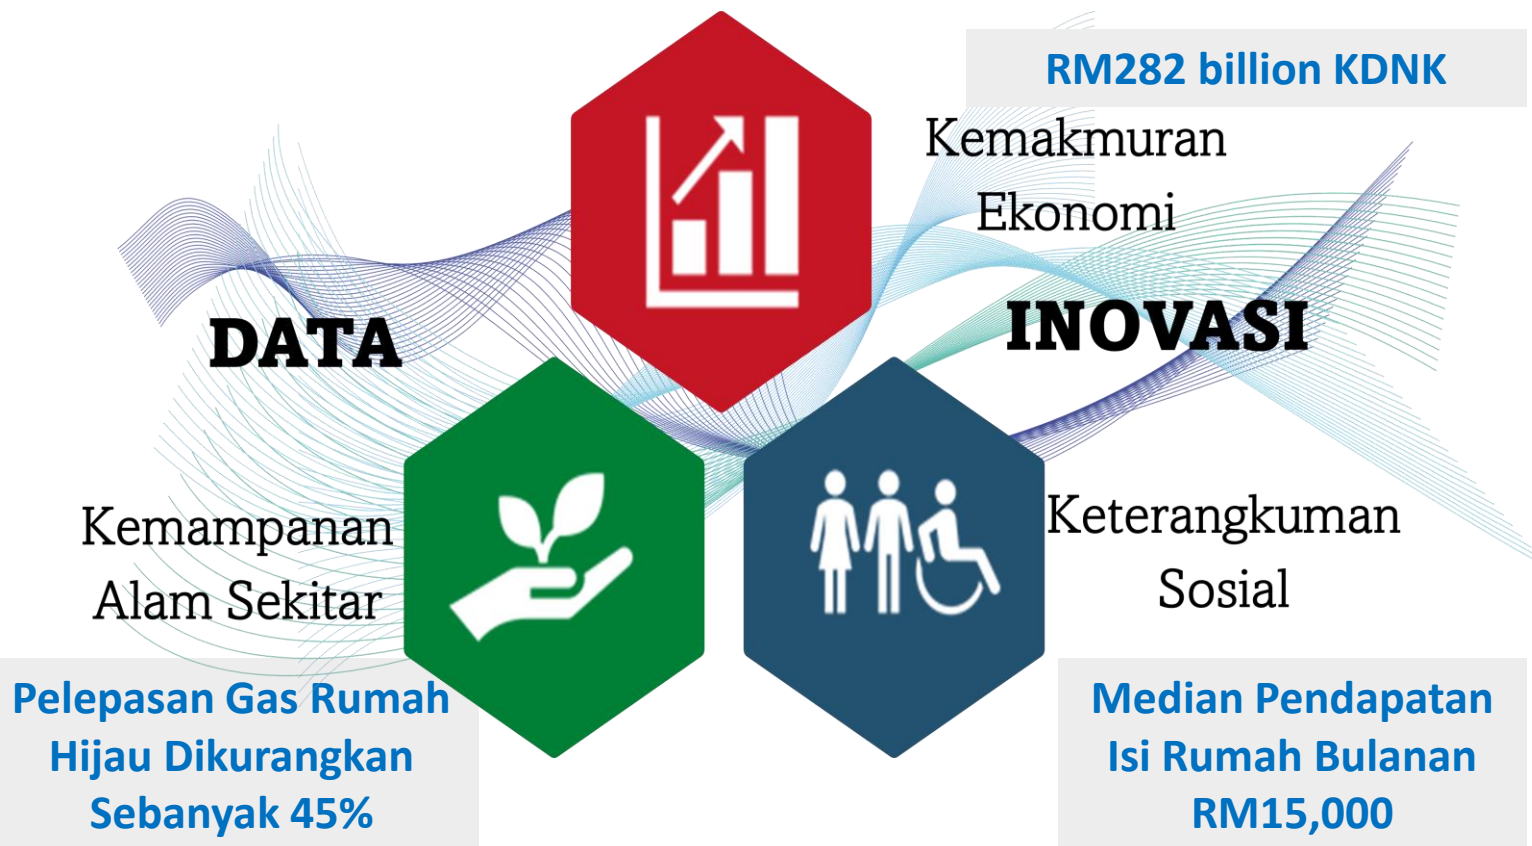 RM282 billion KDNK
Kemakmuran
Ekonomi
DATA
INOVASI
Kemampanan
Alam Sekitar
Keterangkuman
Sosial
Pelepasan Gas Rumah
Hijau Dikurangkan
Sebanyak 45%
Median Pendapatan
Isi Rumah Bulanan
RM15,000